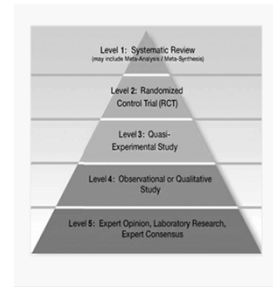 Level 1: Systematic Review
(may include Meta-Analysis / Meta-Synthesis)
Level 2: Randomized
Control Trial (RCT)
Level 3: Quasi-
Experimental Study
Level 4: Observational or Qualitative
Study
Level 5: Expert Opinion, Laboratory Research,
Expert Consensus